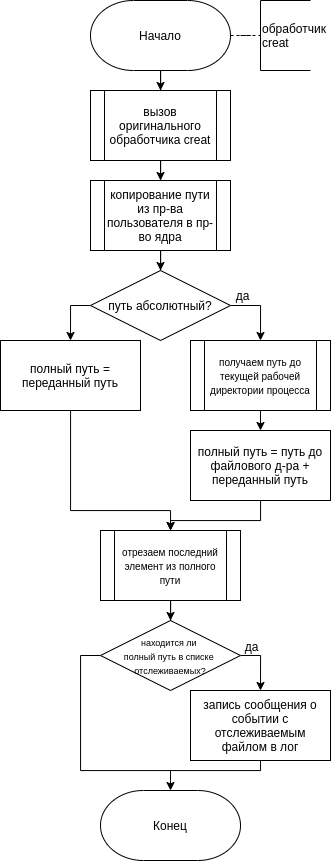 Начало
обработчик
creat
вызов
оригинального
обработчика creat
копирование пути
из пр-ва
пользователя в пр-
во ядра
путь абсолютный?
да
полный путь =
переданный путь
получаем путь до
текущей рабочей
директории процесса
полный путь = путь до
файлового д-ра +
переданный путь
отрезаем последний
элемент из полного
пути
находится ли
полный путь в списке
отслеживаемых?
да
запись сообщения о
событии с
отслеживаемым
файлом в лог
Конец